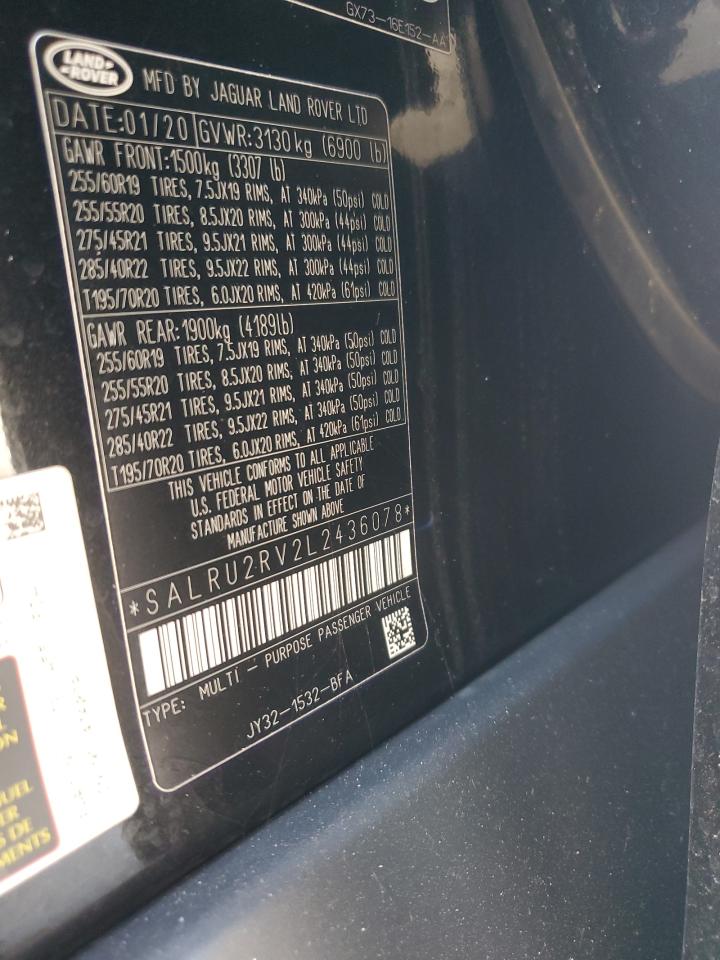 GX73-16E152-AA
LAND
ROVER
MFD BY JAGUAR LAND ROVER LTD
DATE:01/20 GVWR:3130kg (6900 lb)
GAWR FRONT:1500kg (3307 lb)
255/60R19 TIRES, 7.5JX19 RIMS, AT 340kPa (50psi) COLD
255/55R20 TIRES, 8.5JX20 RIMS, AT 300kPa (44psi) COLD
275/45R21 TIRES, 9.5JX21 RIMS, AT 300kPa (44psi) COLD
285/40R22 TIRES, 9.5JX22 RIMS, AT 300kPa (44psi) COLD
T195/70R20 TIRES, 6.0JX20 RIMS, AT 420kPa (61psi) COLD
GAWR REAR:1900kg (4189lb)
255/60R19 TIRES, 7.5JX19 RIMS, AT 340kPa (50psi) COLD
255/55R20 TIRES, 8.5JX20 RIMS, AT 340kPa (50psi) COLD
275/45R21 TIRES, 9.5JX21 RIMS, AT 340kPa (50psi) COLD
285/40R22 TIRES, 9.5JX22 RIMS, AT 340kPa (50psi) COLD
T195/70R20 TIRES, 6.0JX20 RIMS, AT 420kPa (61psi) COLD
THIS VEHICLE CONFORMS TO ALL APPLICABLE
U.S. FEDERAL MOTOR VEHICLE SAFETY
STANDARDS IN EFFECT ON THE DATE OF
MANUFACTURE SHOWN ABOVE
*SALRU2RV2L2436078*
TYPE: MULTI - PURPOSE PASSENGER VEHICLE
JY32-1532-BFA
DE